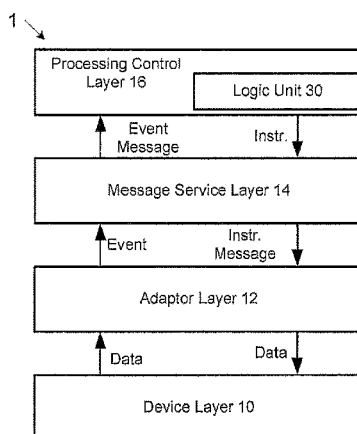 1
Processing Control
Layer 16
Logic Unit 30
Event
Message
Instr.
Message Service Layer 14
Event
Instr.
Message
Adaptor Layer 12
Data
Data
Device Layer 10